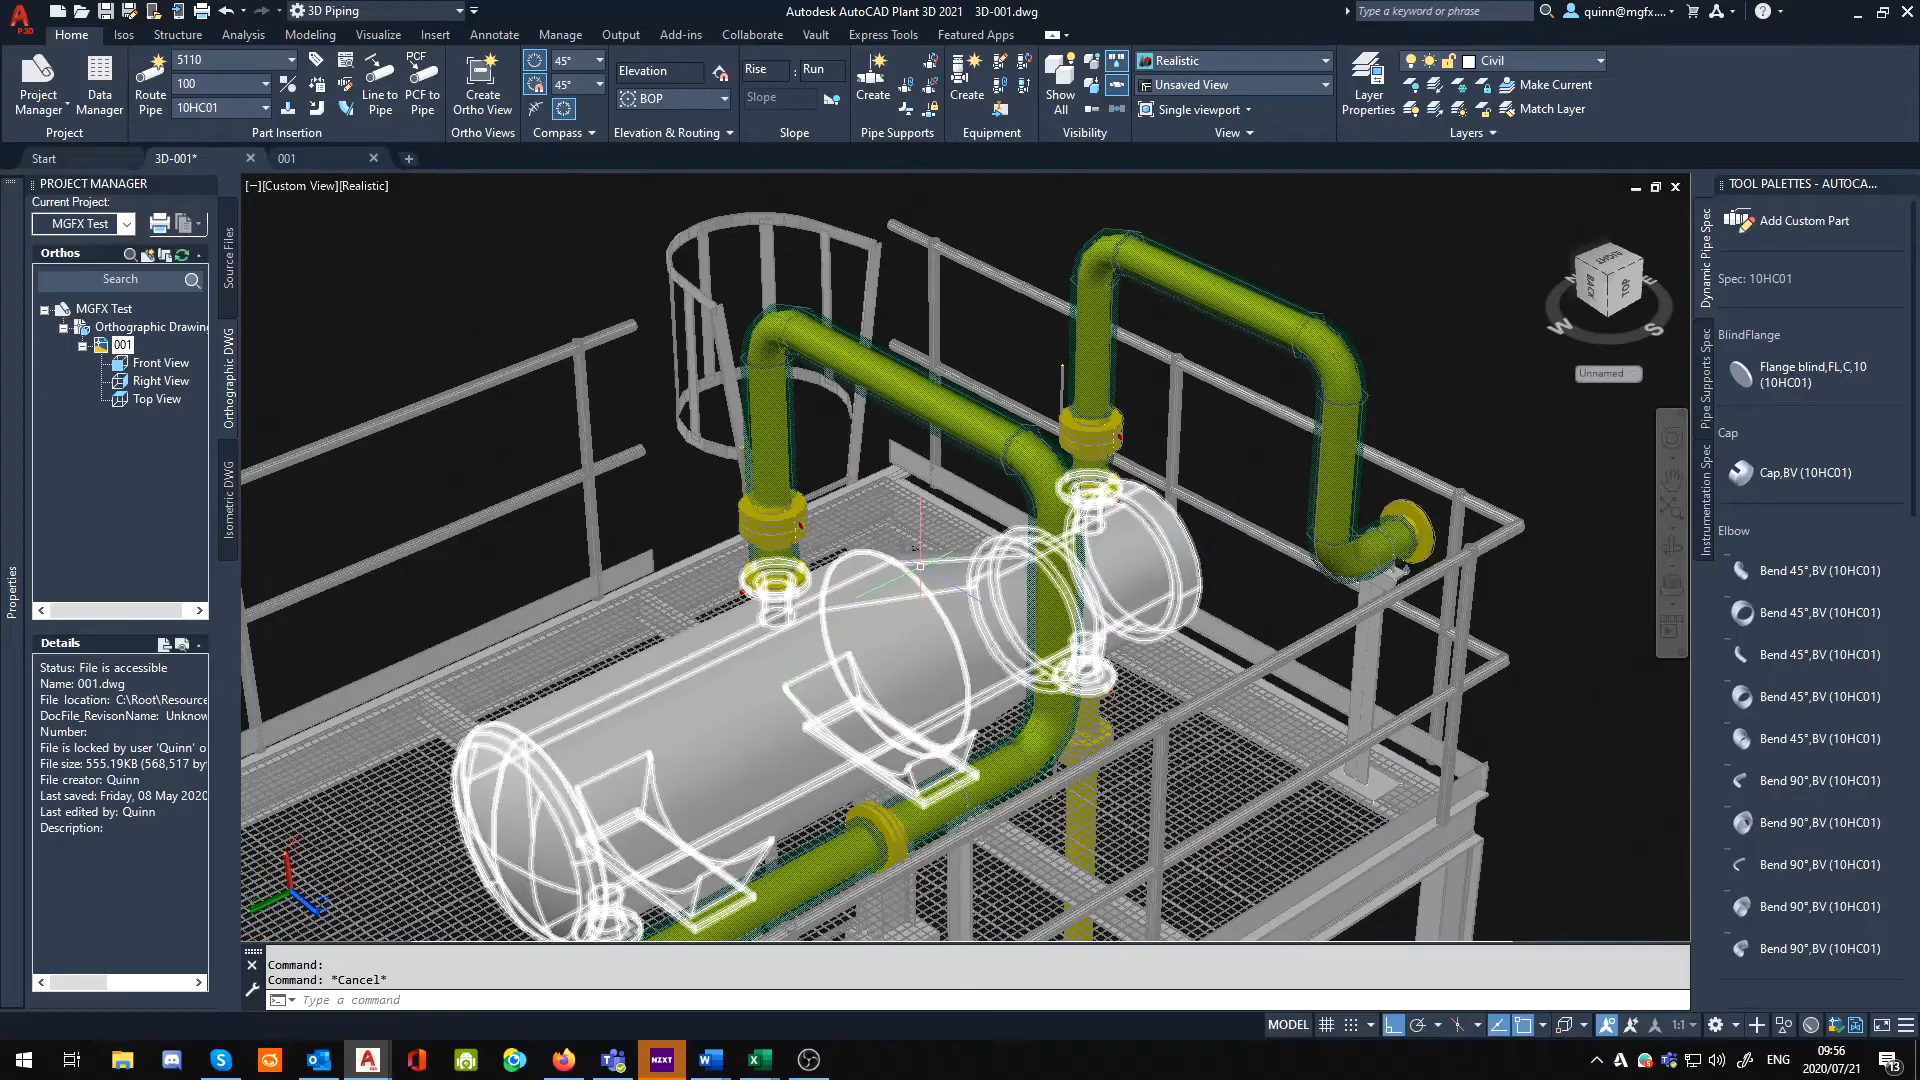 3D Piping
Autodesk AutoCAD Plant 3D 2021 3D-001.dwg
Type a keyword or phrase
quinn@mgfx....
P3D
Home Isos Structure Analysis Modeling Visualize Insert Annotate Manage Output Add-ins Collaborate Vault Express Tools Featured Apps
Project Manager
Data Manager
Project
Route Pipe
5110
100
10HC01
Line to Pipe
PCF
PCF to Pipe
Part Insertion
Create Ortho View
Ortho Views
45°
45°
Compass
Elevation
BOP
Elevation & Routing
Rise : Run
Slope
Slope
Create
Pipe Supports
Create
Equipment
Show All
Visibility
Realistic
Unsaved View
Single viewport
View
Layer Properties
Civil
Make Current
Match Layer
Layers
Start
3D-001*
001
PROJECT MANAGER
Current Project:
MGFX Test
Orthos
Search
MGFX Test
Orthographic Drawing
001
Front View
Right View
Top View
Source Files
Orthographic DWG
Isometric DWG
Properties
Details
Status: File is accessible
Name: 001.dwg
File location: C:\Root\Resource
DocFile_RevisonName: Unknow
Number:
File is locked by user 'Quinn' o
File size: 555.19KB (568,517 by
File creator: Quinn
Last saved: Friday, 08 May 2020
Last edited by: Quinn
Description:
[−][Custom View][Realistic]
RIGHT
BACK
TOP
W
S
E
Unnamed
TOOL PALETTES - AUTOCA...
Dynamic Pipe Spec
Pipe Supports Spec
Instrumentation Spec
Add Custom Part
Spec: 10HC01
BlindFlange
Flange blind,FL,C,10
(10HC01)
Cap
Cap,BV (10HC01)
Elbow
Bend 45°,BV (10HC01)
Bend 45°,BV (10HC01)
Bend 45°,BV (10HC01)
Bend 45°,BV (10HC01)
Bend 45°,BV (10HC01)
Bend 90°,BV (10HC01)
Bend 90°,BV (10HC01)
Bend 90°,BV (10HC01)
Bend 90°,BV (10HC01)
Bend 90°,BV (10HC01)
Command:
Command: *Cancel*
Type a command
MODEL
1:1
NZXT
ENG
09:56
2020/07/21
13